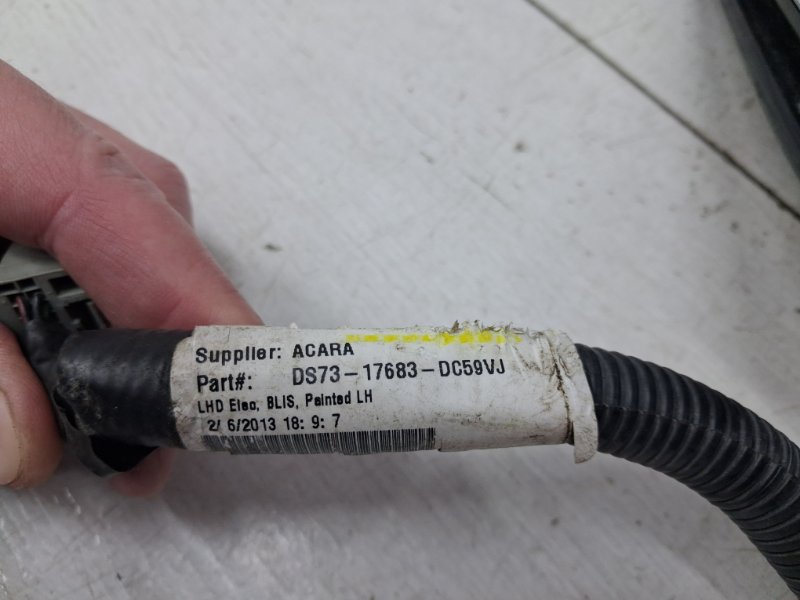 Supplier: ACARA
Part#: DS73-17683-DC59VJ
LHD Elec, BLIS, Painted LH
2/ 6/2013 18: 9: 7